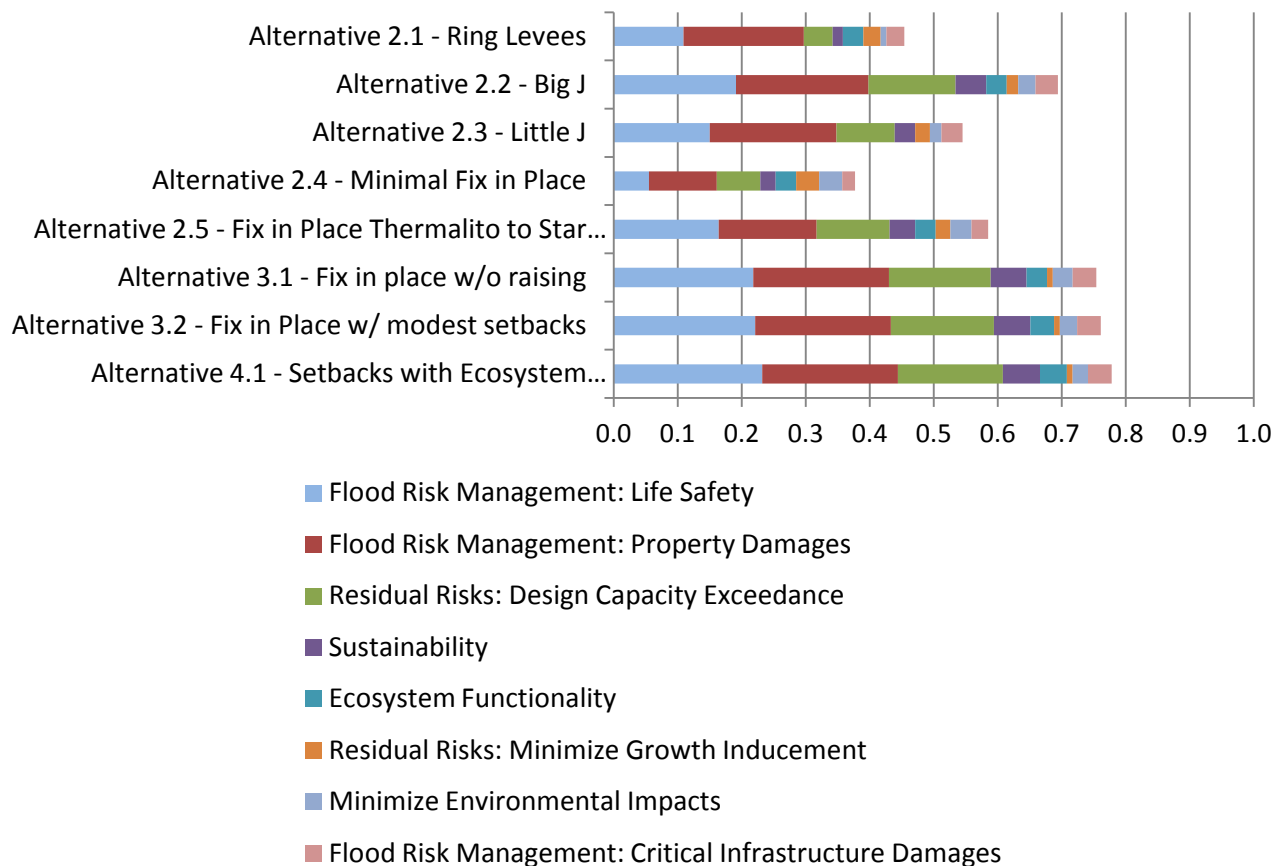 Alternative 2.1 - Ring Levees
Alternative 2.2 - Big J
Alternative 2.3 - Little J
Alternative 2.4 - Minimal Fix in Place
Alternative 2.5 - Fix in Place Thermalito to Star...
Alternative 3.1 - Fix in place w/o raising
Alternative 3.2 - Fix in Place w/ modest setbacks
Alternative 4.1 - Setbacks with Ecosystem...
0.0 0.1 0.2 0.3 0.4 0.5 0.6 0.7 0.8 0.9 1.0
Flood Risk Management: Life Safety
Flood Risk Management: Property Damages
Residual Risks: Design Capacity Exceedance
Sustainability
Ecosystem Functionality
Residual Risks: Minimize Growth Inducement
Minimize Environmental Impacts
Flood Risk Management: Critical Infrastructure Damages